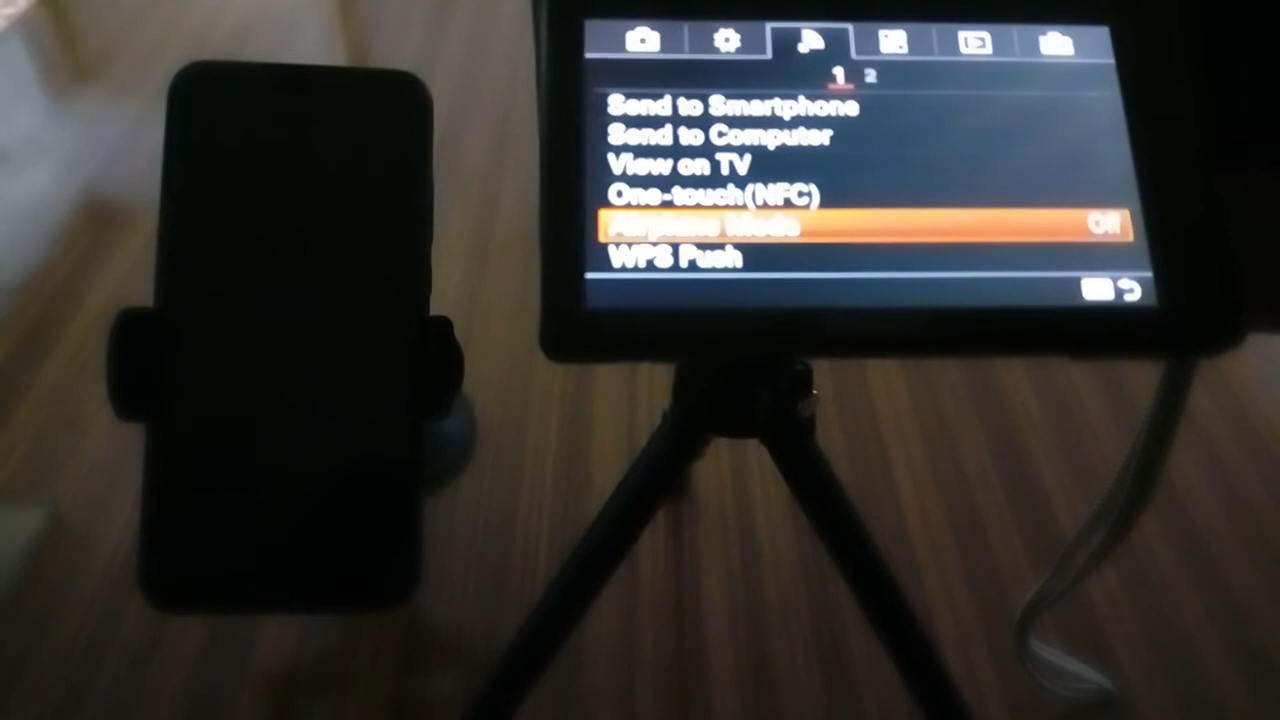 1 2
Send to Smartphone
Send to Computer
View on TV
One-touch(NFC)
Airplane Mode Off
WPS Push